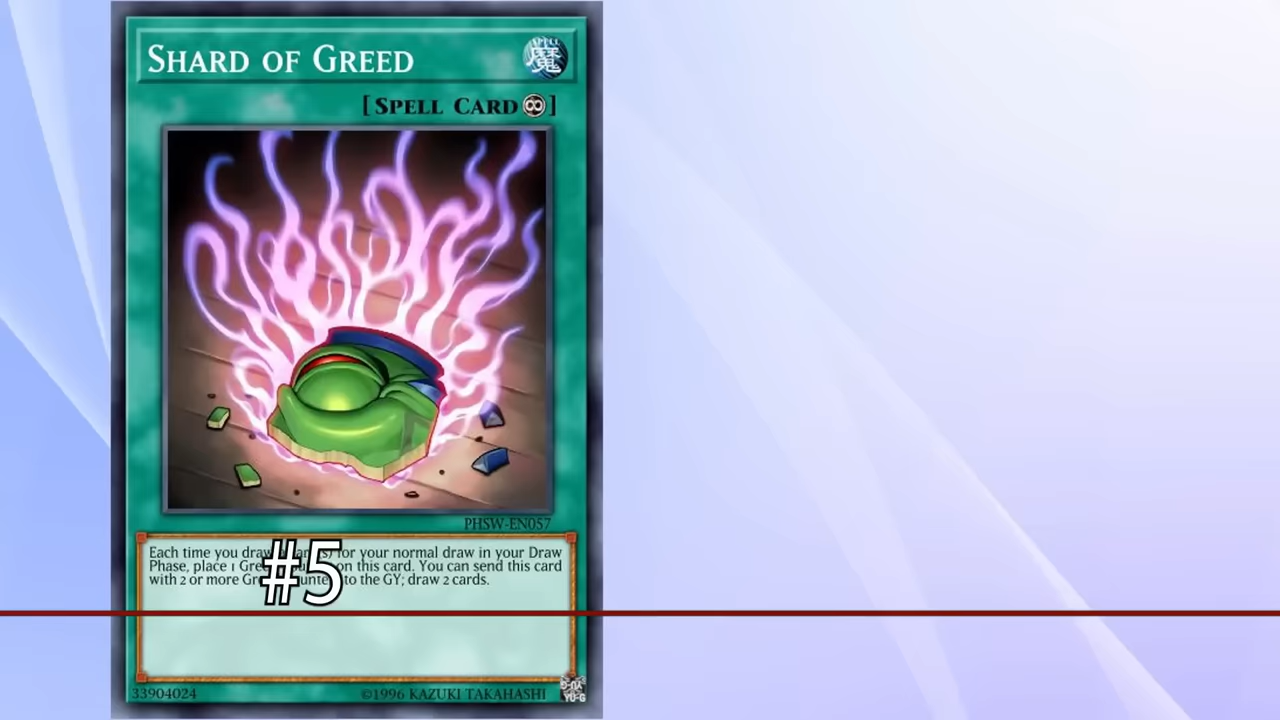 SHARD OF GREED
SPELL
魔
[SPELL CARD]
PHSW-EN057
Each time you draw for your normal draw in your Draw
Phase, place 1 on this card. You can send this card
with 2 or more to the GY; draw 2 cards.
#5
33904024
©1996 KAZUKI TAKAHASHI